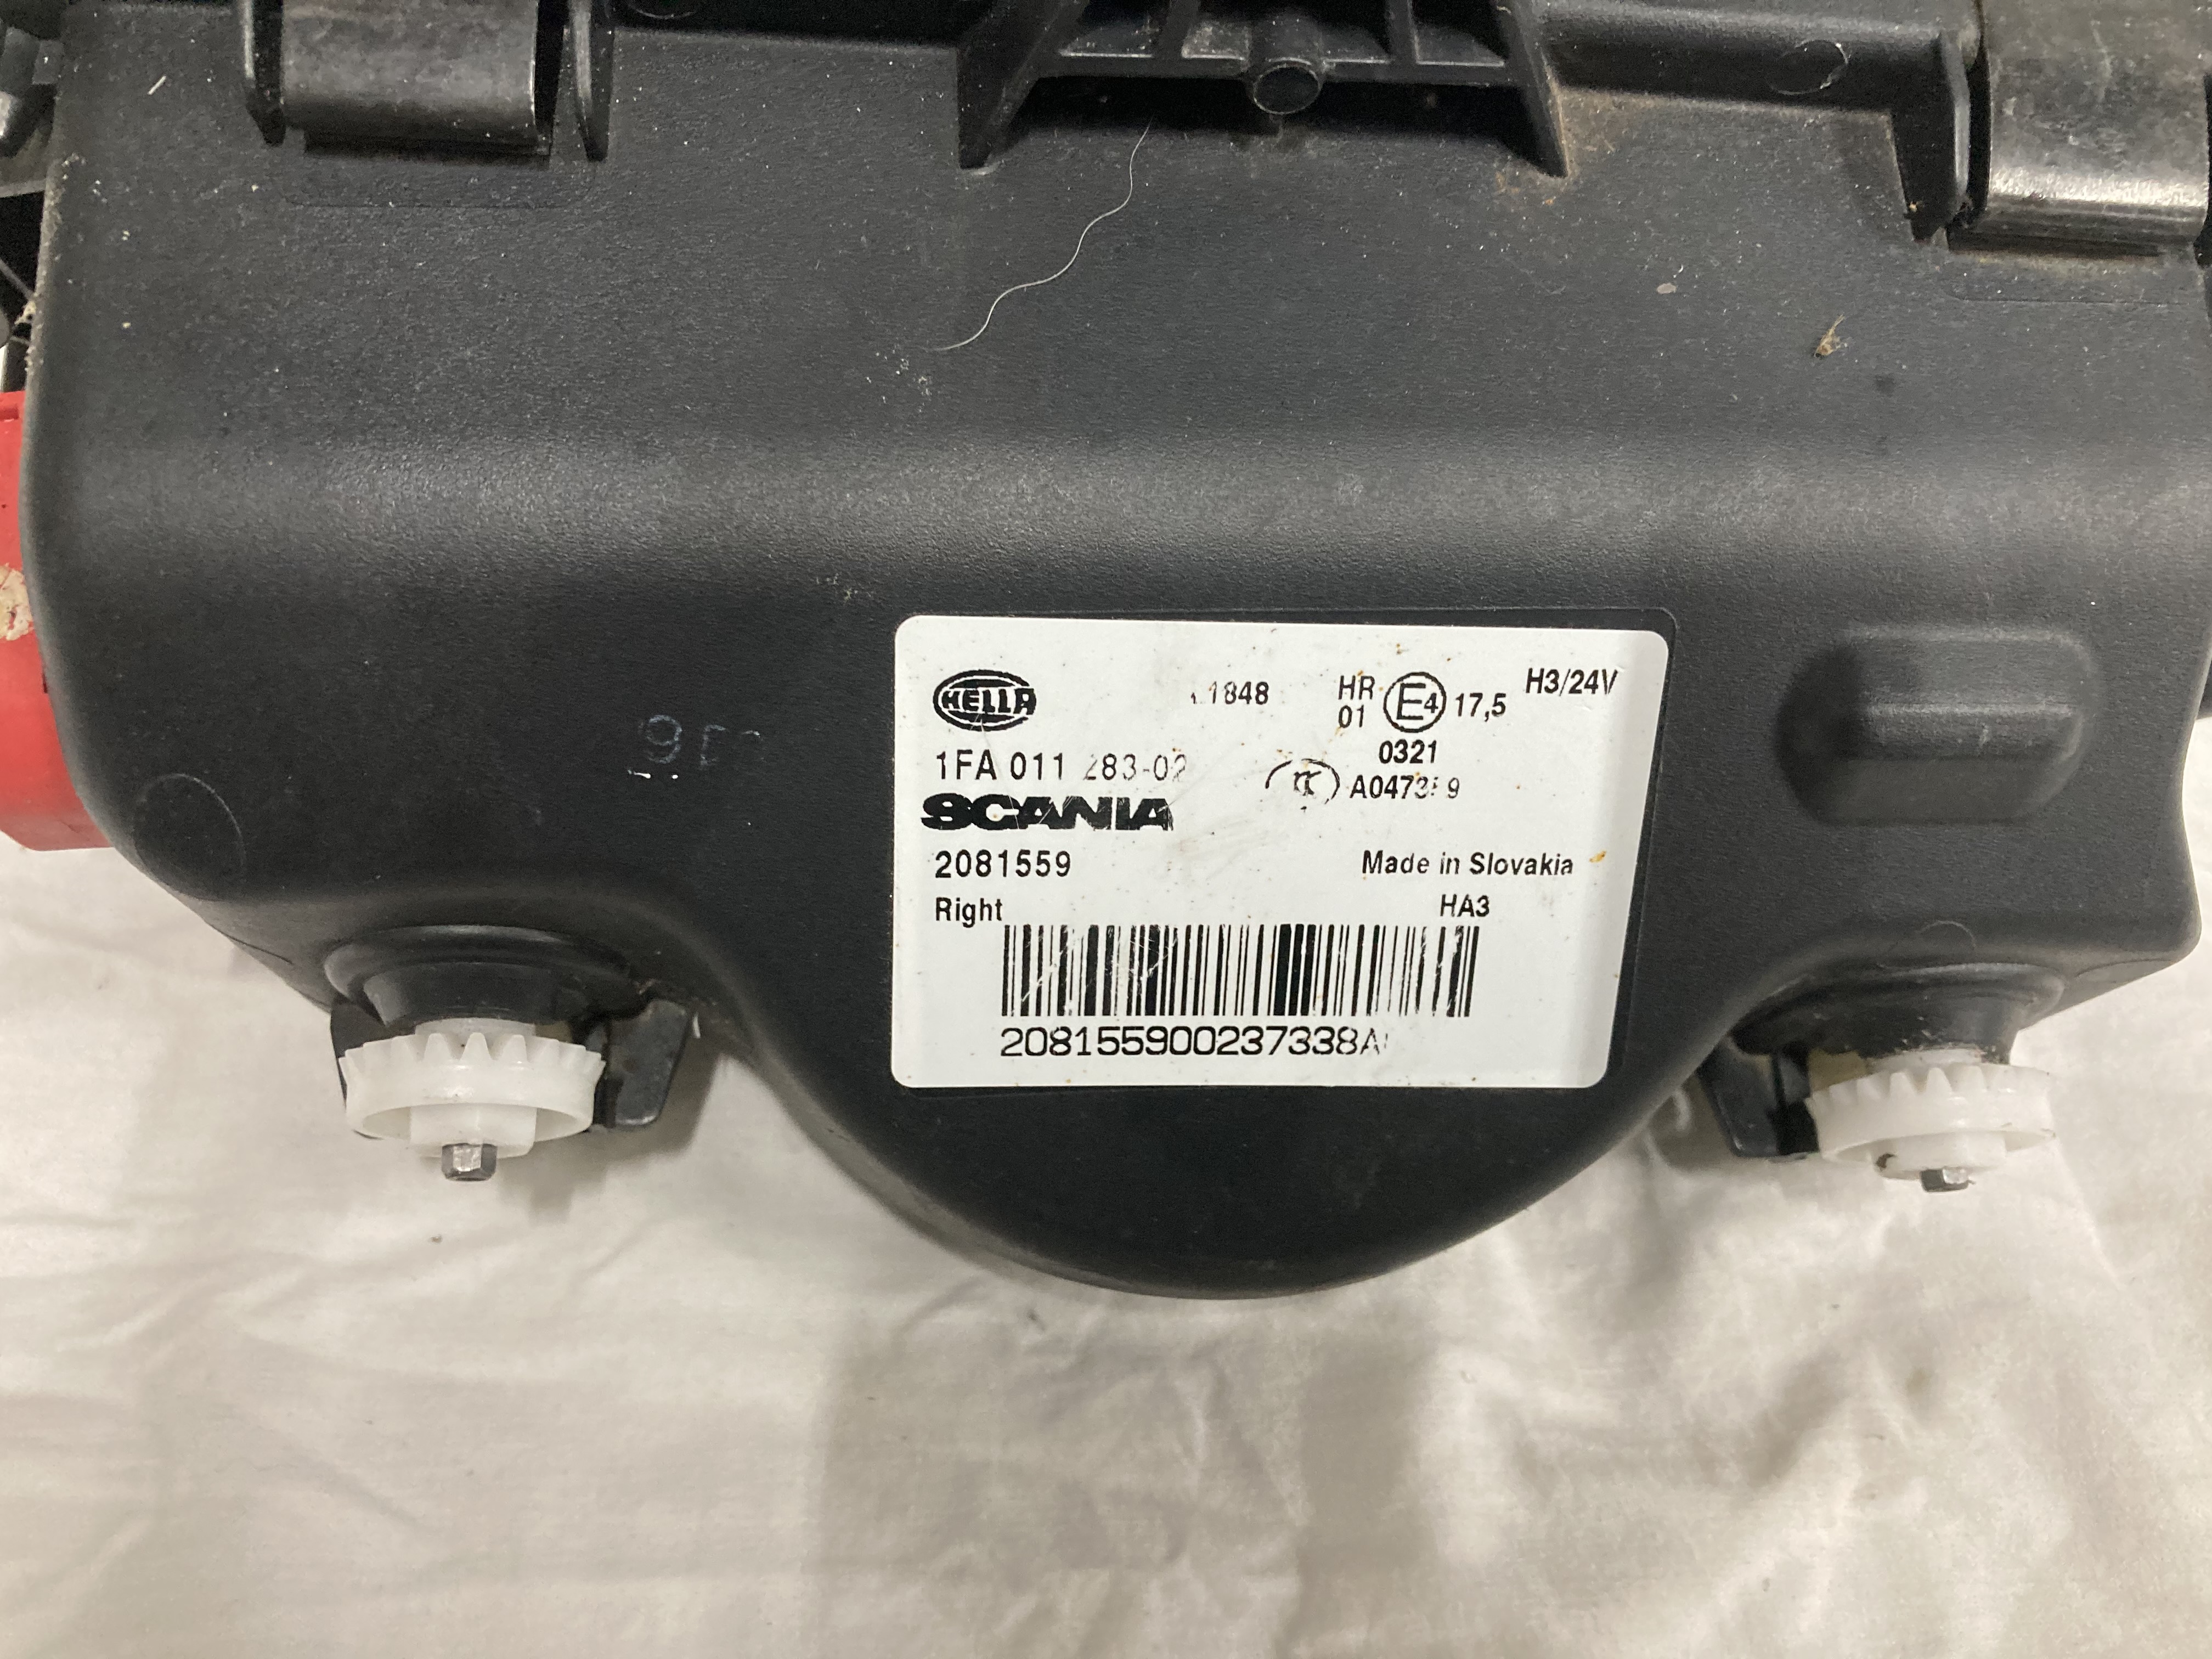 HELLA
1848
HR
01
E4
17,5
H3/24V
0321
1FA 011 283-02
SCANIA
2081559
Made in Slovakia
Right
HA3
208155900237338A